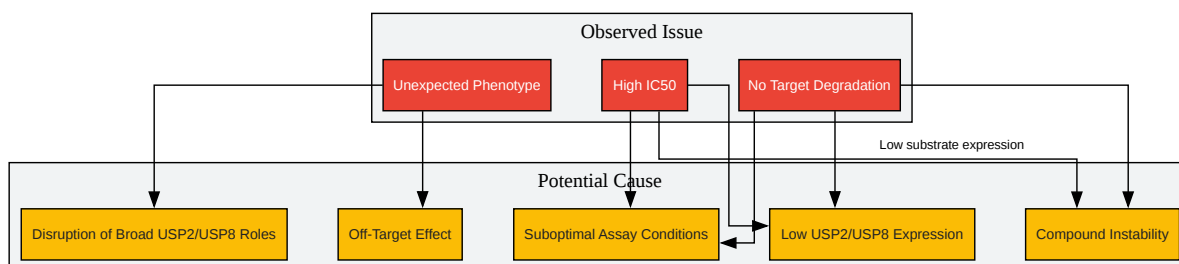 Observed Issue
Unexpected Phenotype
High IC50
No Target Degradation
Low substrate expression
Potential Cause
Disruption of Broad USP2/USP8 Roles
Off-Target Effect
Suboptimal Assay Conditions
Low USP2/USP8 Expression
Compound Instability